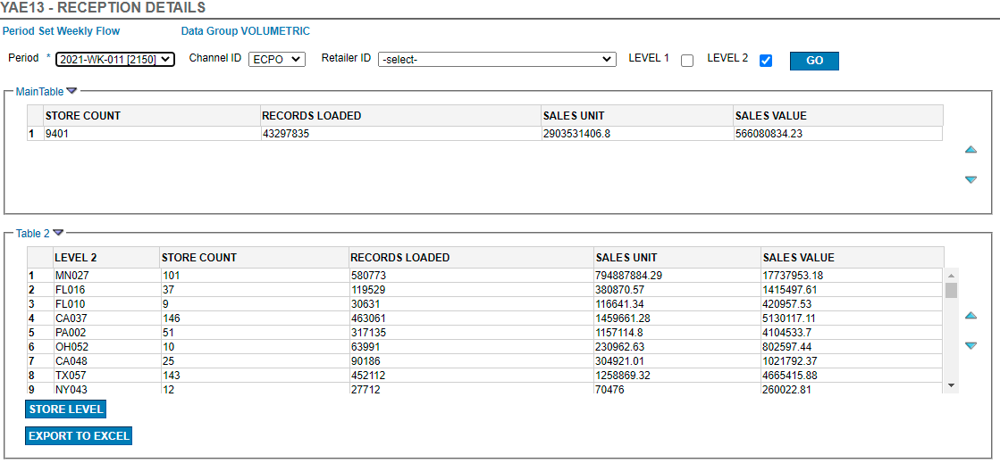 YAE13 - RECEPTION DETAILS
Period Set Weekly Flow Data Group VOLUMETRIC
Period * 2021-WK-011 [2150] Channel ID ECPO Retailer ID -select- LEVEL 1 LEVEL 2 GO
MainTable
STORE COUNT RECORDS LOADED SALES UNIT SALES VALUE
1 9401 43297835 2903531406.8 566080834.23
Table 2
LEVEL 2 STORE COUNT RECORDS LOADED SALES UNIT SALES VALUE
1 MN027 101 580773 794887884.29 17737953.18
2 FL016 37 119529 380870.57 1415497.61
3 FL010 9 30631 116641.34 420957.53
4 CA037 146 463061 1459661.28 5130117.11
5 PA002 51 317135 1157114.8 4104533.7
6 OH052 10 63991 230962.63 802597.44
7 CA048 25 90186 304921.01 1021792.37
8 TX057 143 452112 1258869.32 4665415.88
9 NY043 12 27712 70476 260022.81
STORE LEVEL
EXPORT TO EXCEL